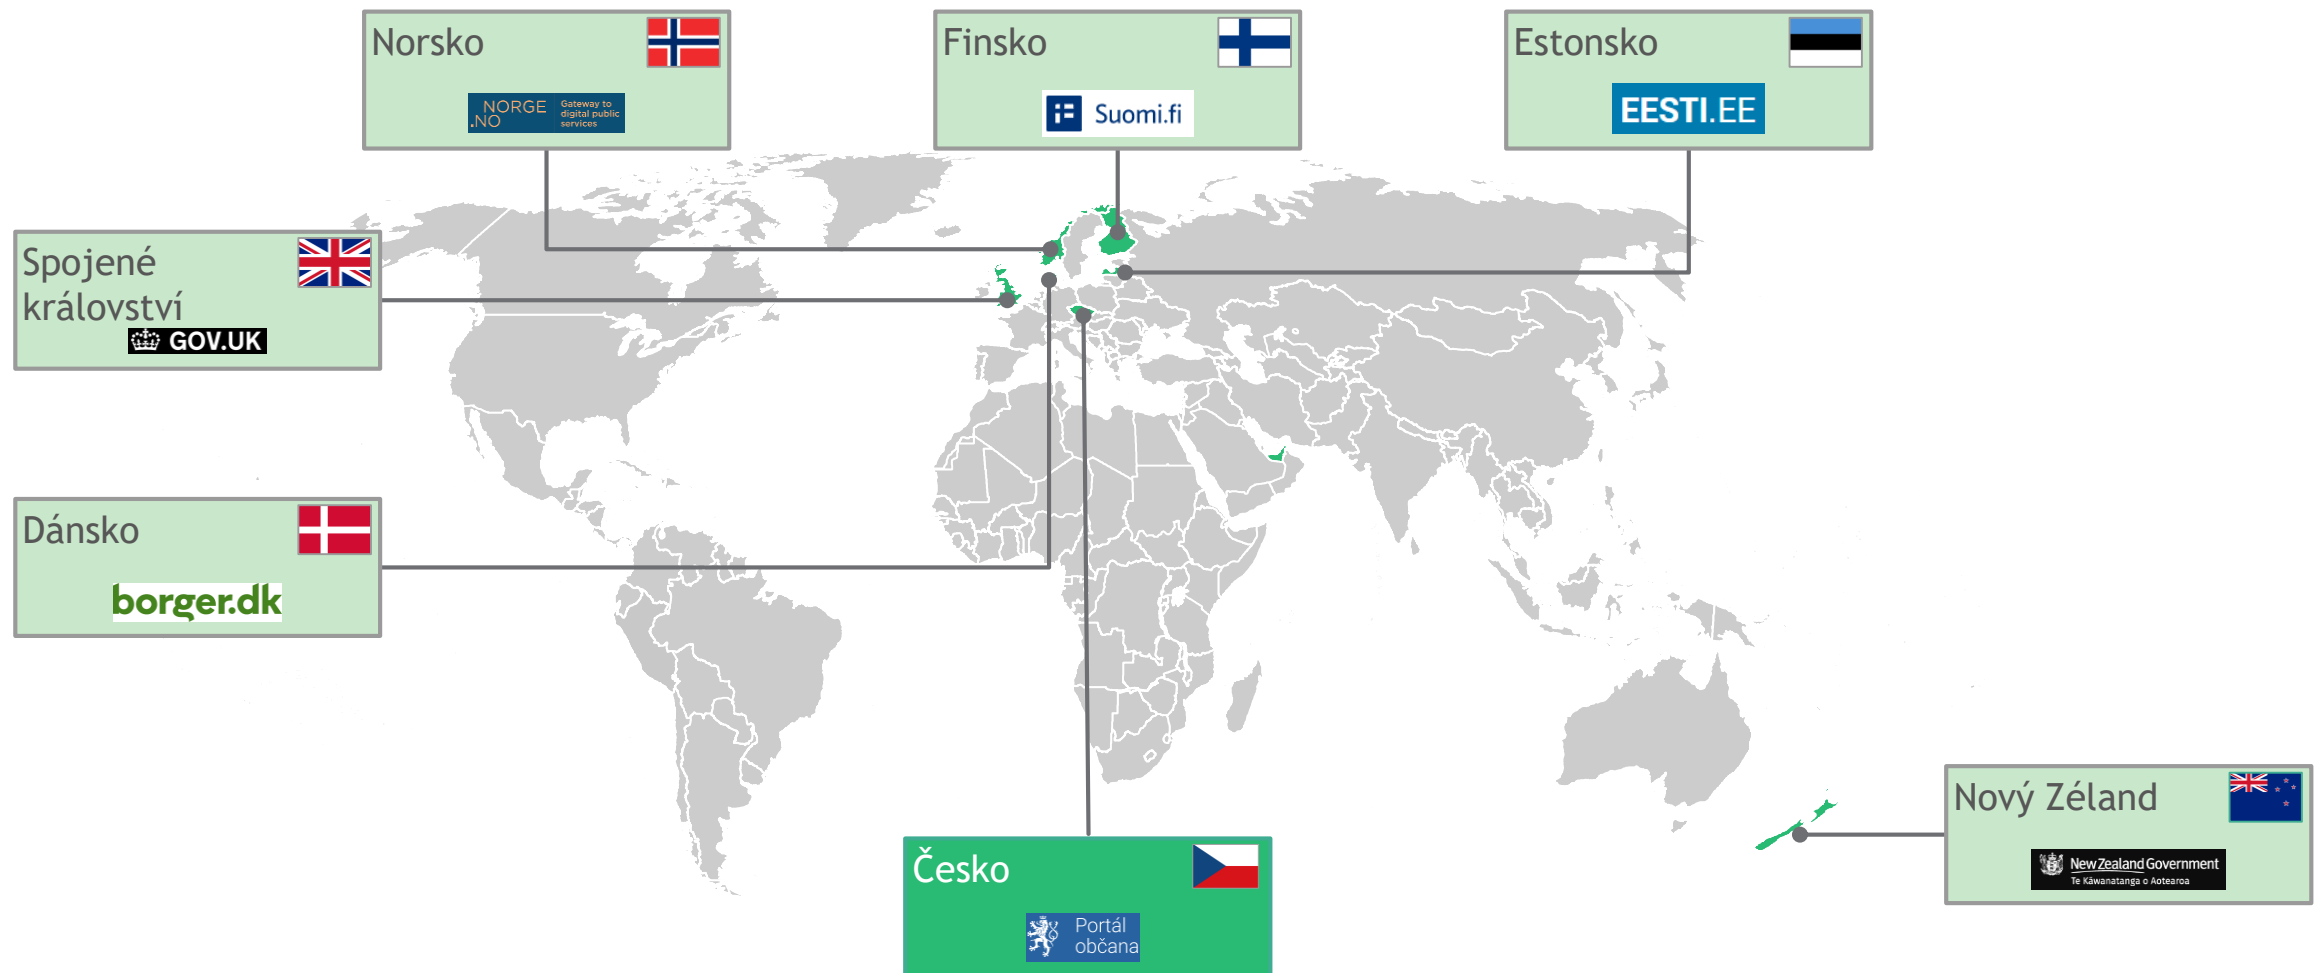 Norsko
NORGE
.NO
Gateway to
digital public
services
Finsko
Suomi.fi
Estonsko
EESTI.EE
Spojené
království
GOV.UK
Dánsko
borger.dk
Česko
Portál
občana
Nový Zéland
New Zealand Government
Te Kāwanatanga o Aotearoa